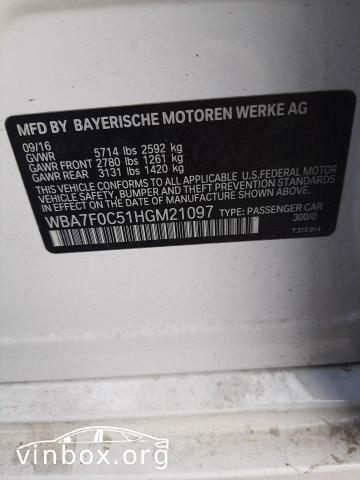 MFD BY BAYERISCHE MOTOREN WERKE AG
09/16
GVWR 5714 lbs 2592 kg
GAWR FRONT 2780 lbs 1261 kg
GAWR REAR 3131 lbs 1420 kg
THIS VEHICLE CONFORMS TO ALL APPLICABLE U.S.FEDERAL MOTOR
VEHICLE SAFETY, BUMPER AND THEFT PREVENTION STANDARDS
IN EFFECT ON THE DATE OF MANUFACTURE SHOWN ABOVE.
WBA7F0C51HGM21097 TYPE: PASSENGER CAR
300/0
7 315 814
vinbox.org